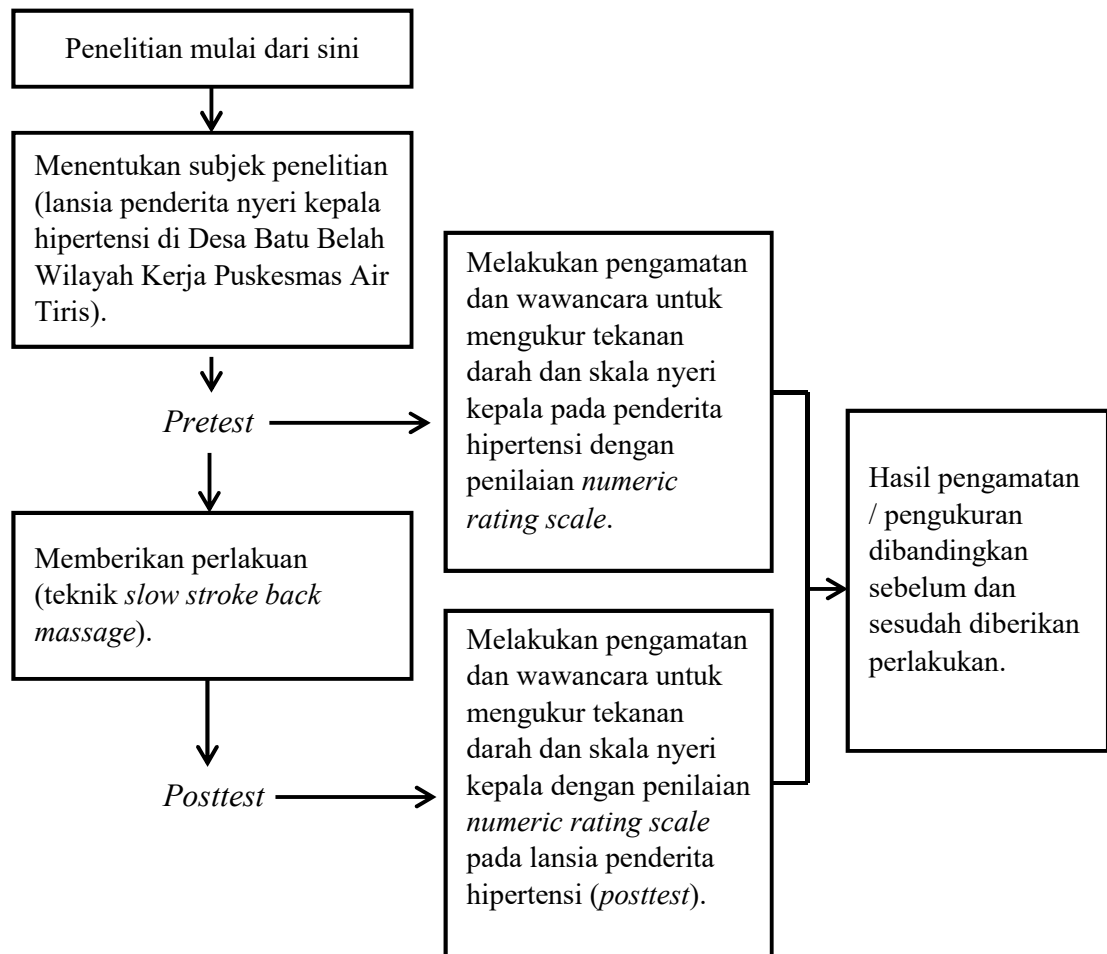 Penelitian mulai dari sini
Menentukan subjek penelitian
(lansia penderita nyeri kepala
hipertensi di Desa Batu Belah
Wilayah Kerja Puskesmas Air
Tiris).
Pretest
Melakukan pengamatan
dan wawancara untuk
mengukur tekanan
darah dan skala nyeri
kepala pada penderita
hipertensi dengan
penilaian numeric
rating scale.
Memberikan perlakuan
(teknik slow stroke back
massage).
Posttest
Melakukan pengamatan
dan wawancara untuk
mengukur tekanan
darah dan skala nyeri
kepala dengan penilaian
numeric rating scale
pada lansia penderita
hipertensi (posttest).
Hasil pengamatan
/ pengukuran
dibandingkan
sebelum dan
sesudah diberikan
perlakukan.